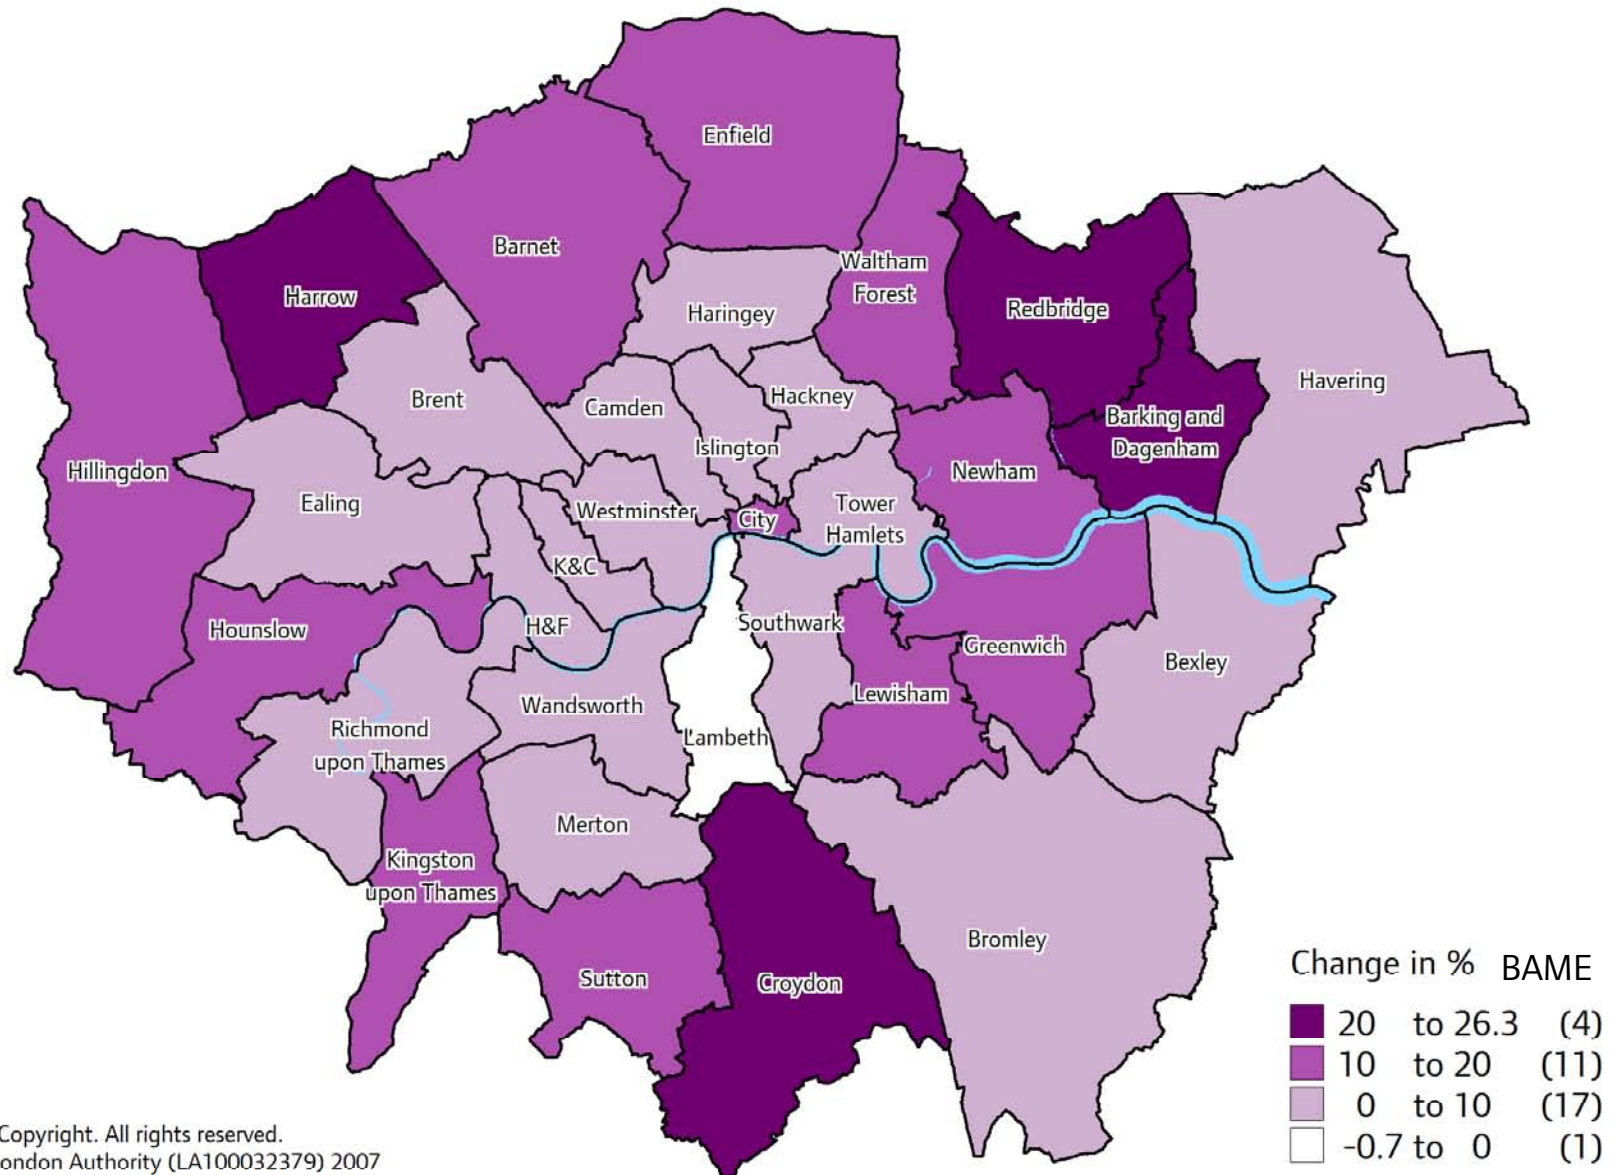 Enfield
Barnet
Harrow
Waltham
Forest
Haringey
Redbridge
Havering
Brent
Camden
Hackney
Barking and
Dagenham
Islington
Hillingdon
Newham
Ealing
Westminster
City
Tower
Hamlets
K&C
Hounslow
H&F
Southwark
Greenwich
Bexley
Lewisham
Wandsworth
Richmond
upon Thames
Lambeth
Merton
Kingston
upon Thames
Bromley
Sutton
Croydon
Change in % BAME
20 to 26.3 (4)
10 to 20 (11)
0 to 10 (17)
-0.7 to 0 (1)
Copyright. All rights reserved.
ondon Authority (LA100032379) 2007